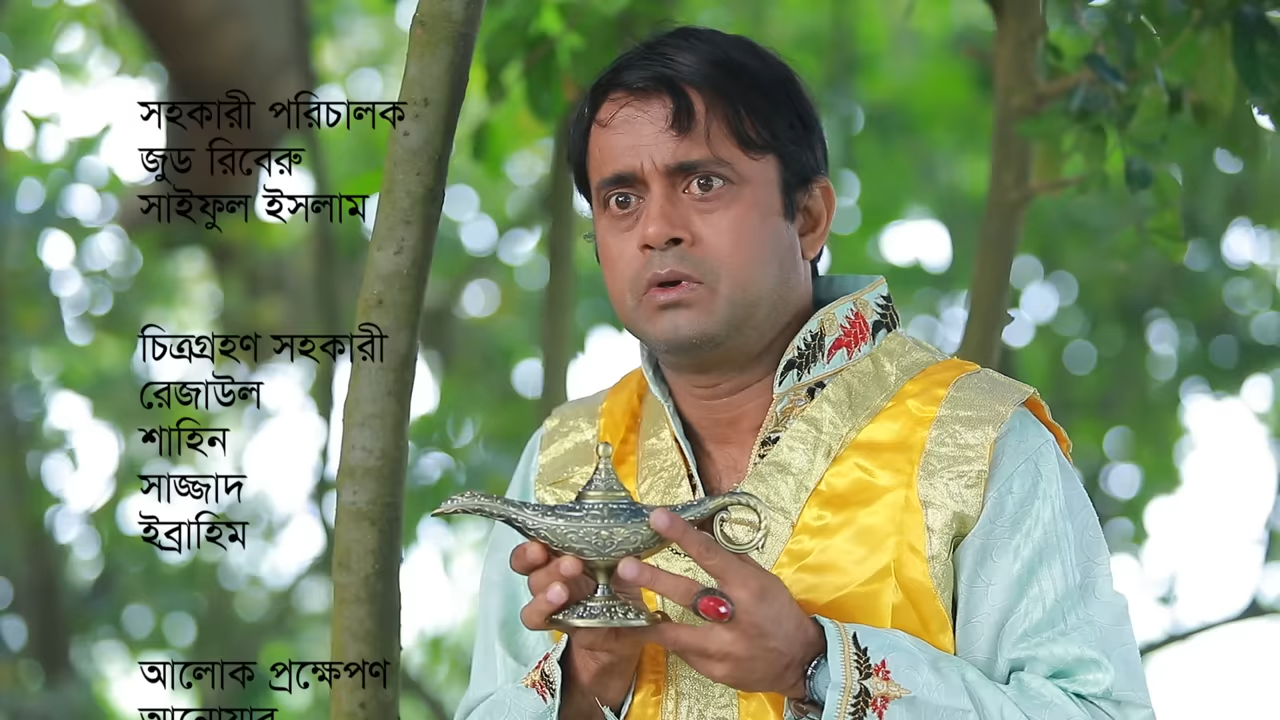 সহকারী পরিচালক
জুড রিবেরু
সাইফুল ইসলাম
চিত্রগ্রহণ সহকারী
রেজাউল
শাহিন
সাজ্জাদ
ইব্রাহিম
আলোক প্রক্ষেপণ